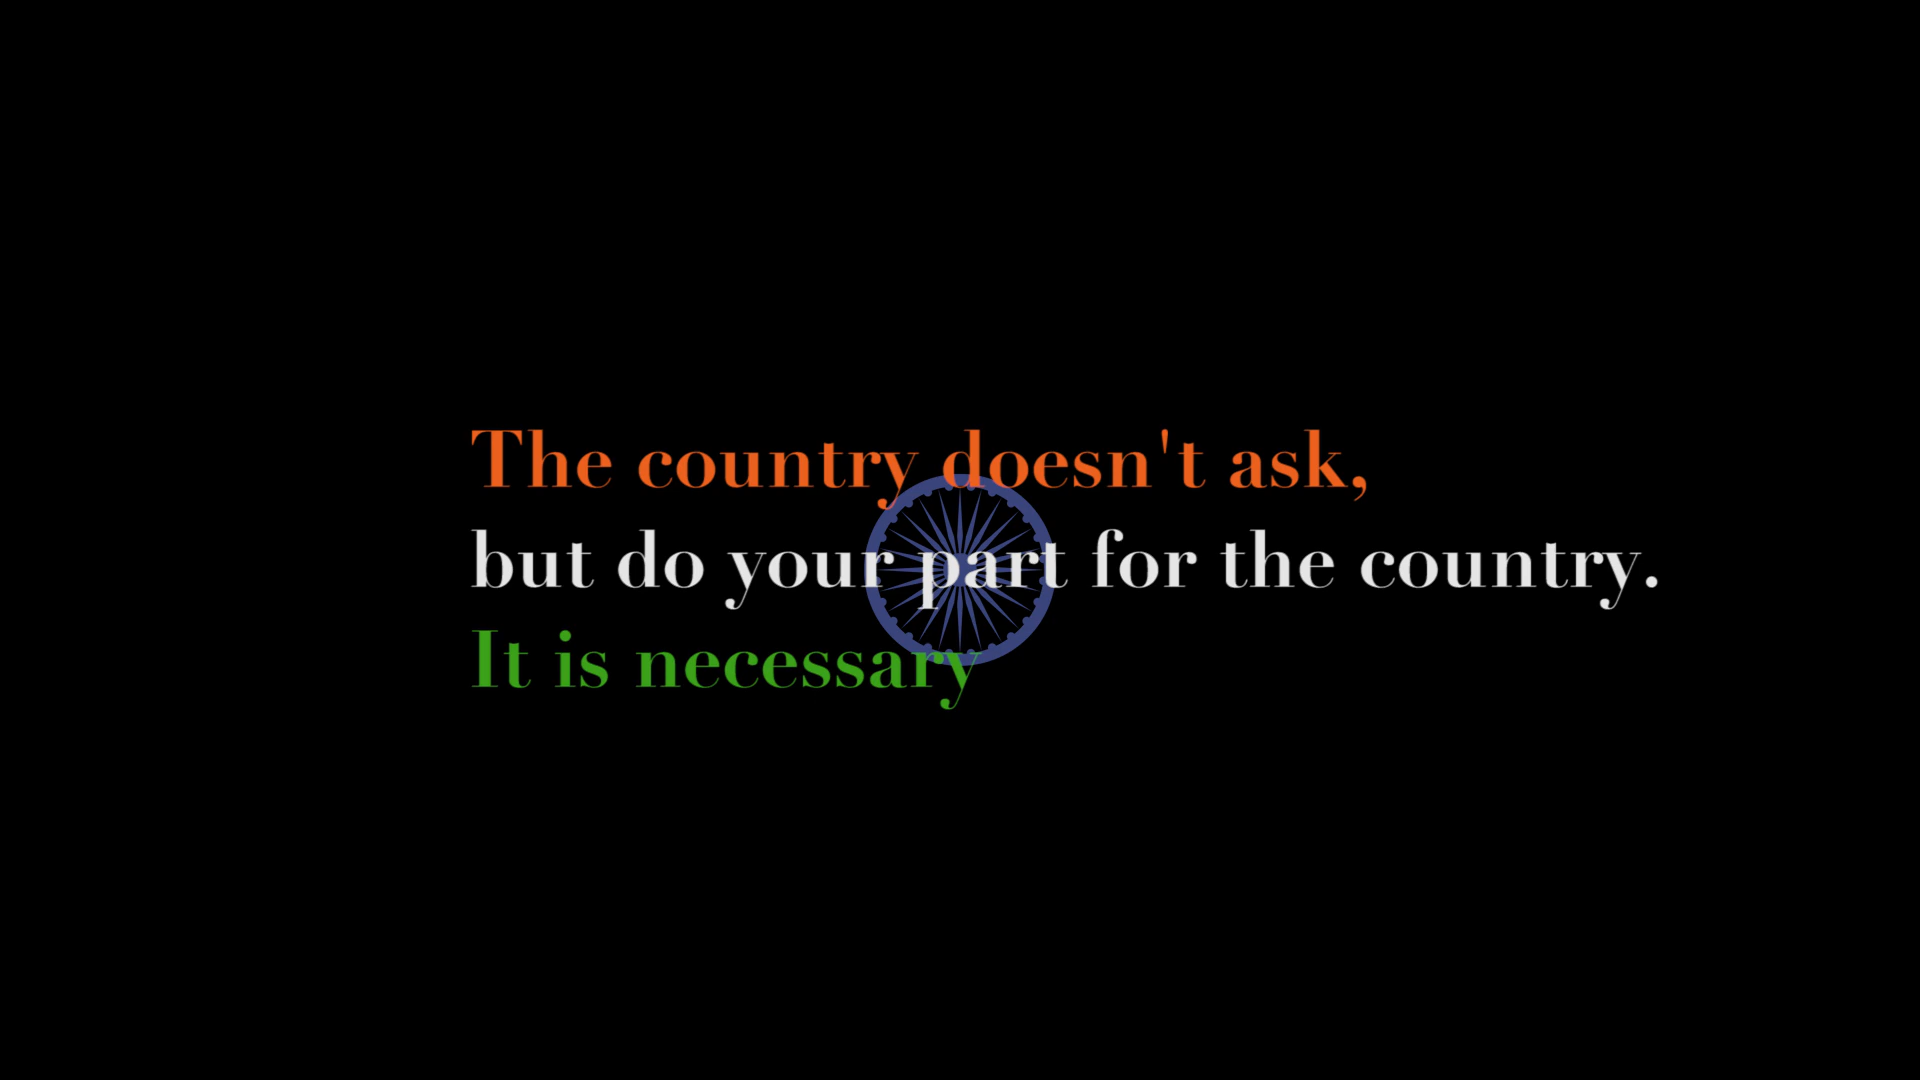 The country doesn't ask,
but do your part for the country.
It is necessary